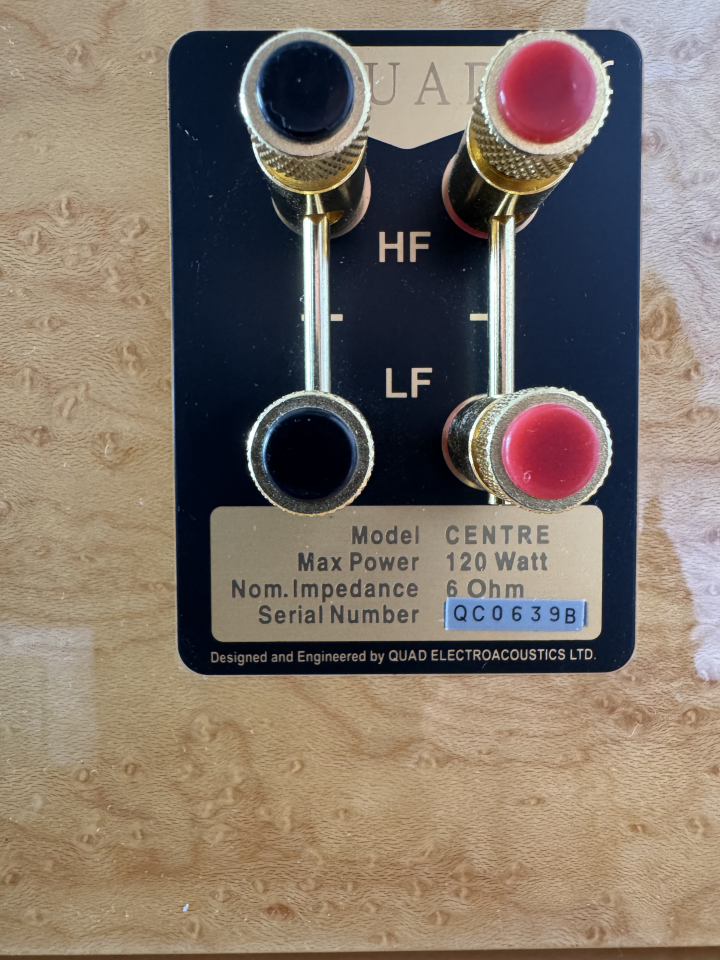 QUAD
HF
LF
Model CENTRE
Max Power 120 Watt
Nom.Impedance 6 Ohm
Serial Number QC0639B
Designed and Engineered by QUAD ELECTROACOUSTICS LTD.